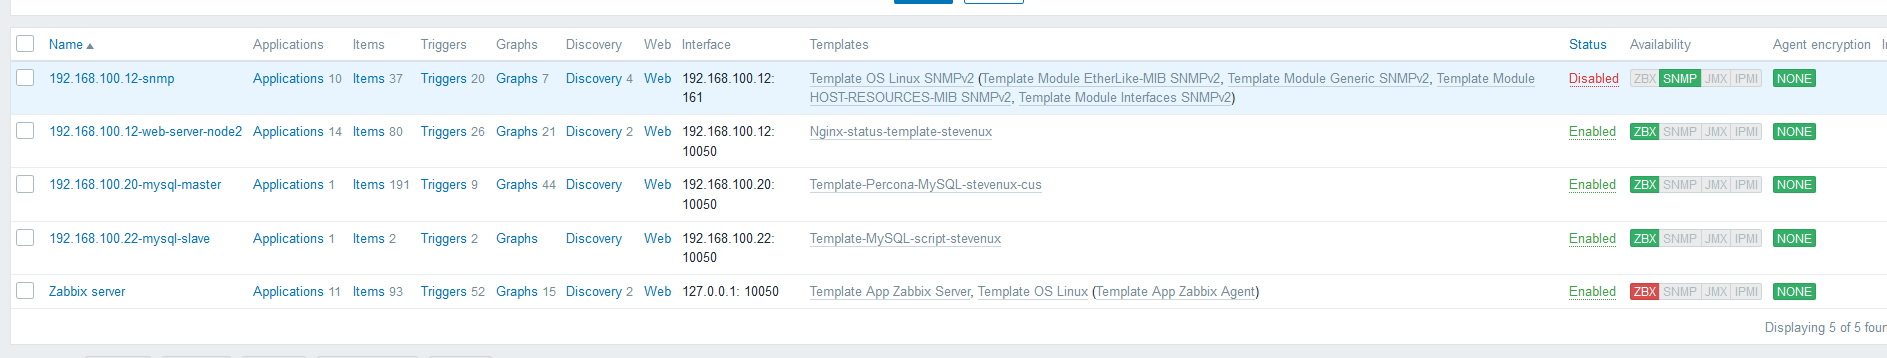 Name Applications Items Triggers Graphs Discovery Web Interface Templates Status Availability Agent encryption
192.168.100.12-snmp Applications 10 Items 37 Triggers 20 Graphs 7 Discovery 4 Web 192.168.100.12: Template OS Linux SNMPv2 (Template Module EtherLike-MIB SNMPv2, Template Module Generic SNMPv2, Template Module Disabled ZBX SNMP JMX IPMI NONE
161 HOST-RESOURCES-MIB SNMPv2, Template Module Interfaces SNMPv2)
192.168.100.12-web-server-node2 Applications 14 Items 80 Triggers 26 Graphs 21 Discovery 2 Web 192.168.100.12: Nginx-status-template-stevenux Enabled ZBX SNMP JMX IPMI NONE
10050
192.168.100.20-mysql-master Applications 1 Items 191 Triggers 9 Graphs 44 Discovery Web 192.168.100.20: Template-Percona-MySQL-stevenux-cus Enabled ZBX SNMP JMX IPMI NONE
10050
192.168.100.22-mysql-slave Applications 1 Items 2 Triggers 2 Graphs Discovery Web 192.168.100.22: Template-MySQL-script-stevenux Enabled ZBX SNMP JMX IPMI NONE
10050
Zabbix server Applications 11 Items 93 Triggers 52 Graphs 15 Discovery 2 Web 127.0.0.1: 10050 Template App Zabbix Server, Template OS Linux (Template App Zabbix Agent) Enabled ZBX SNMP JMX IPMI NONE
Displaying 5 of 5